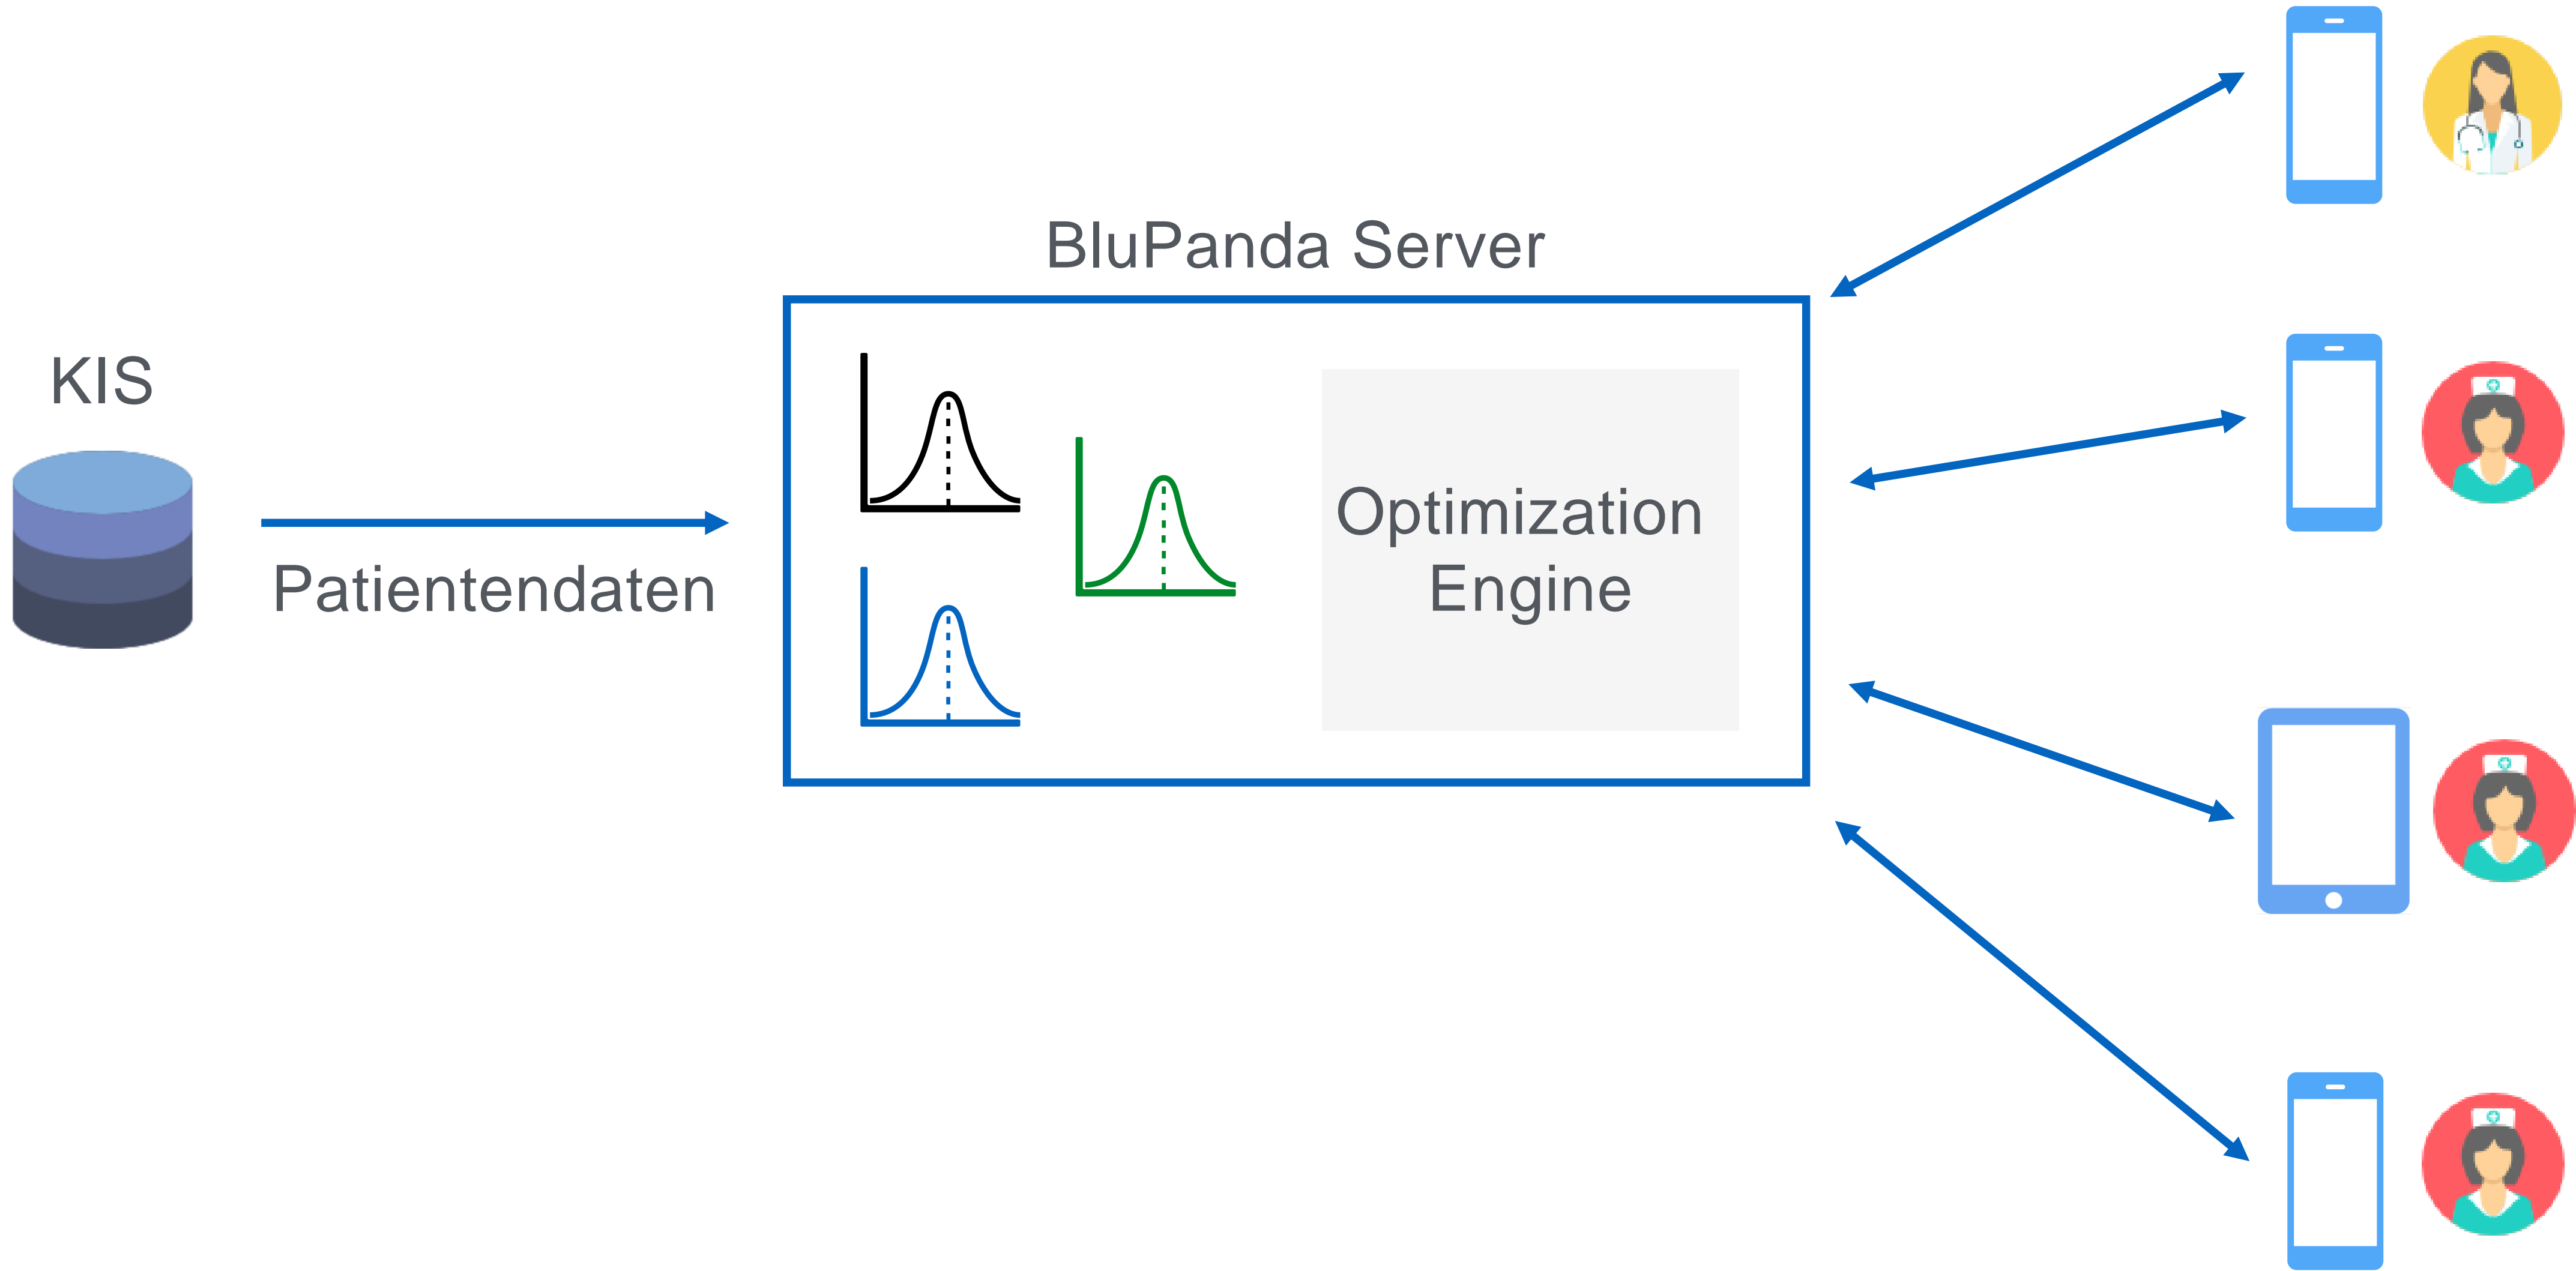 KIS
Patientendaten
BluPanda Server
Optimization
Engine